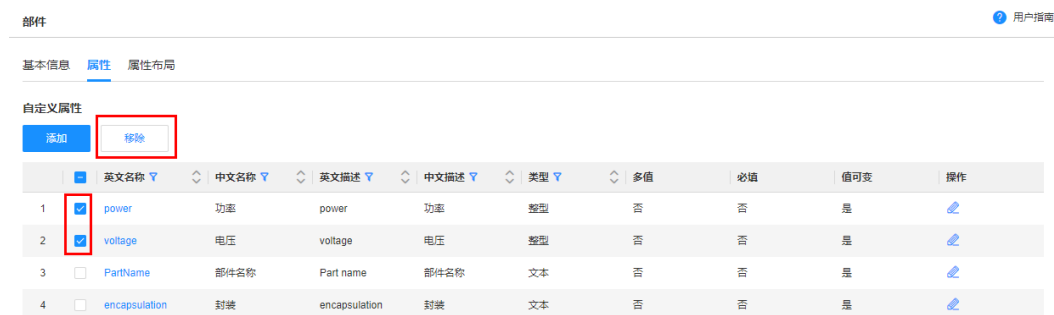 部件
用户指南
基本信息 属性 属性布局
自定义属性
添加 移除
英文名称 中文名称 英文描述 中文描述 类型 多值 必填 值可变 操作
1 power 功率 power 功率 整型 否 否 是
2 voltage 电压 voltage 电压 整型 否 否 是
3 PartName 部件名称 Part name 部件名称 文本 否 否 是
4 encapsulation 封装 encapsulation 封装 文本 否 否 是